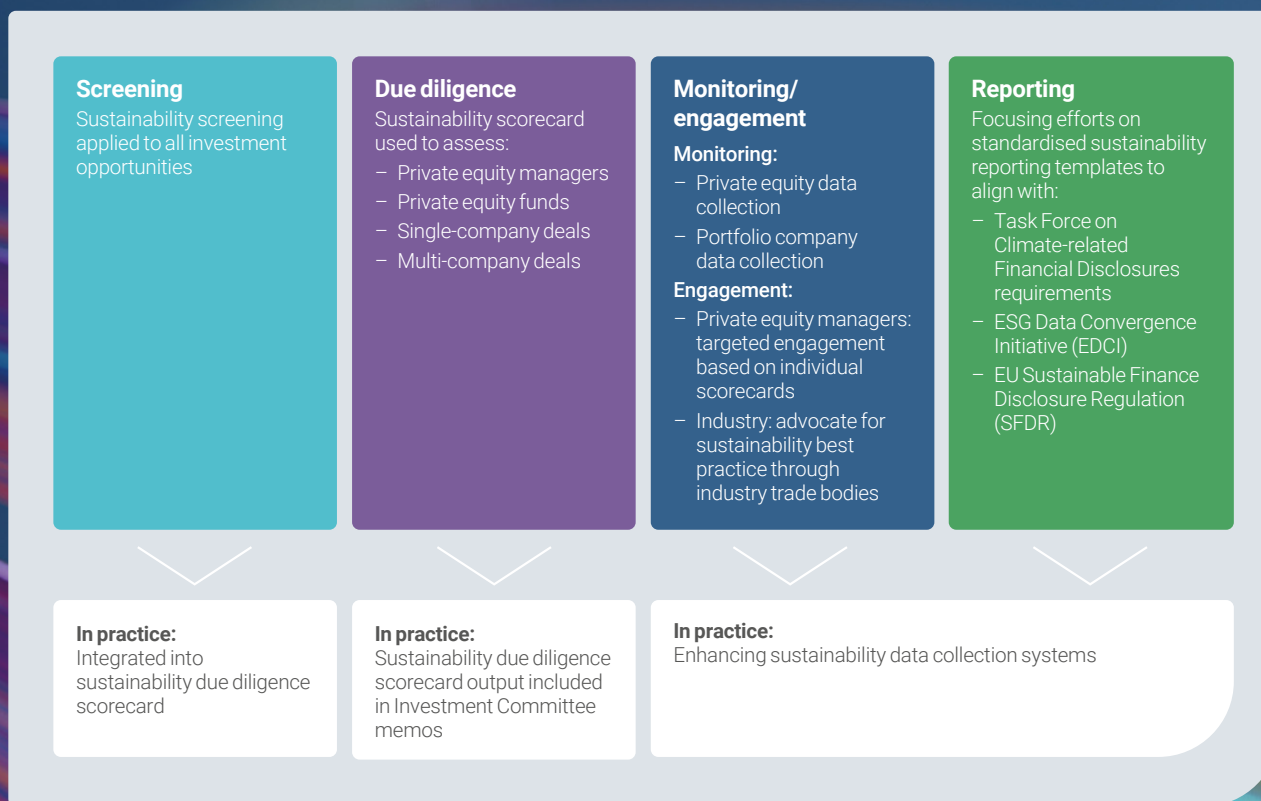 Screening
Sustainability screening
applied to all investment
opportunities
Due diligence
Sustainability scorecard
used to assess:
– Private equity managers
– Private equity funds
– Single-company deals
– Multi-company deals
Monitoring/
engagement
Monitoring:
– Private equity data
collection
– Portfolio company
data collection
Engagement:
– Private equity managers:
targeted engagement
based on individual
scorecards
– Industry: advocate for
sustainability best
practice through
industry trade bodies
Reporting
Focusing efforts on
standardised sustainability
reporting templates to
align with:
– Task Force on
Climate-related
Financial Disclosures
requirements
– ESG Data Convergence
Initiative (EDCI)
– EU Sustainable Finance
Disclosure Regulation
(SFDR)
In practice:
Integrated into
sustainability due diligence
scorecard
In practice:
Sustainability due diligence
scorecard output included
in Investment Committee
memos
In practice:
Enhancing sustainability data collection systems